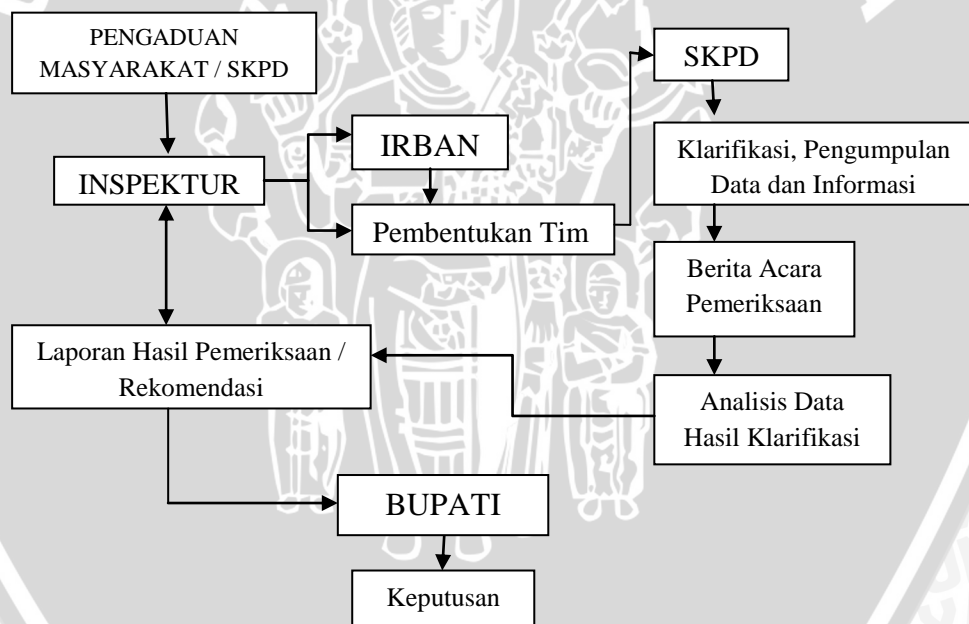 PENGADUAN
MASYARAKAT / SKPD
SKPD
IRBAN
Klarifikasi, Pengumpulan
Data dan Informasi
INSPEKTUR
Pembentukan Tim
Berita Acara
Pemeriksaan
Laporan Hasil Pemeriksaan /
Rekomendasi
Analisis Data
Hasil Klarifikasi
BUPATI
Keputusan